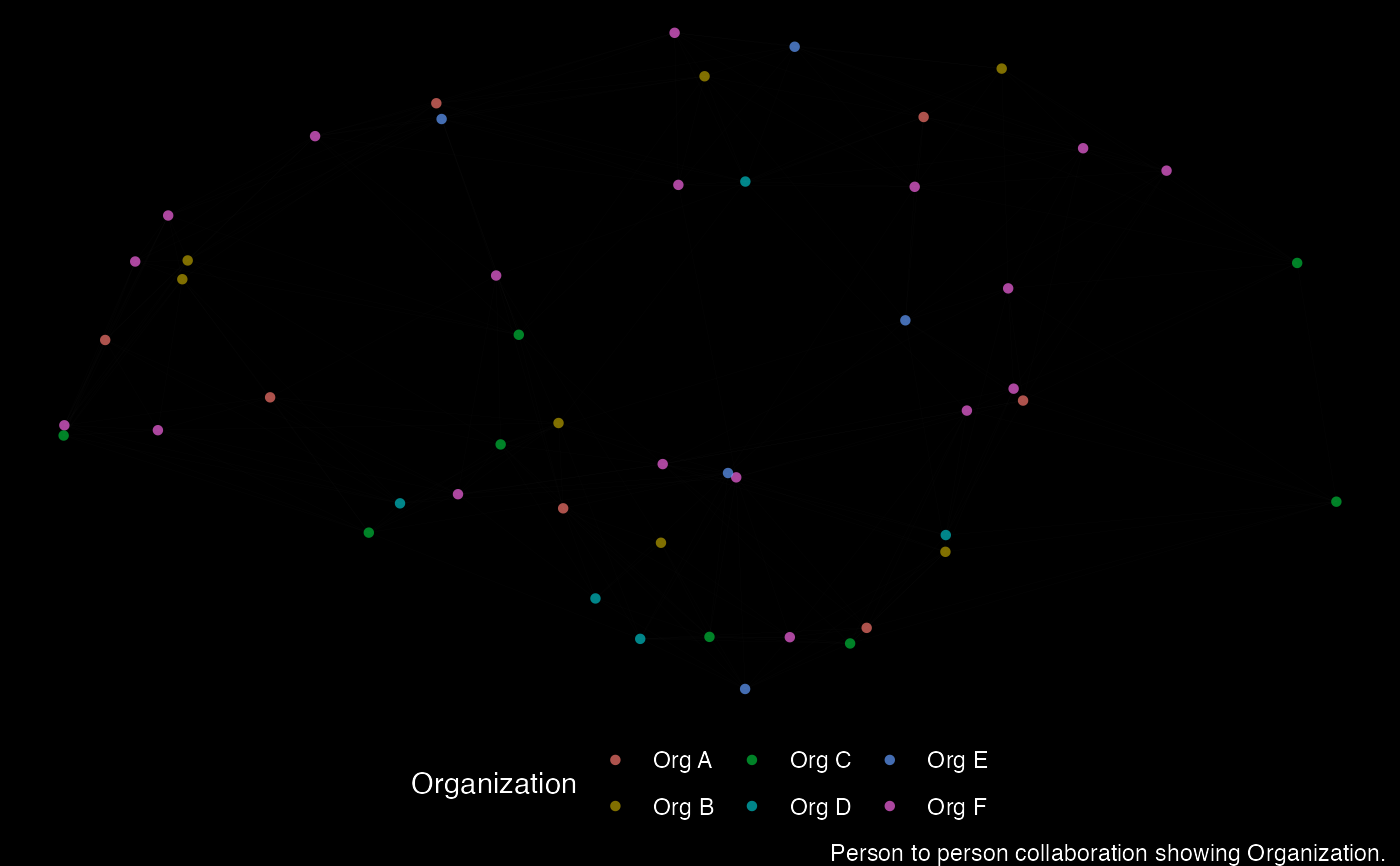 Organization
Org A
Org C
Org E
Org B
Org D
Org F
Person to person collaboration showing Organization.